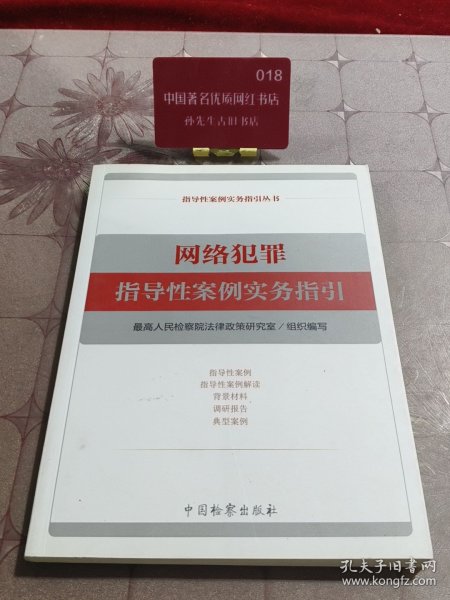 018
中国著名优质网红书店
孙先生古旧书店
指导性案例实务指引丛书
网络犯罪
指导性案例实务指引
最高人民检察院法律政策研究室/组织编写
指导性案例
指导性案例解读
背景材料
调研报告
典型案例
中国检察出版社
孔夫子旧书网
www.kongfz.com